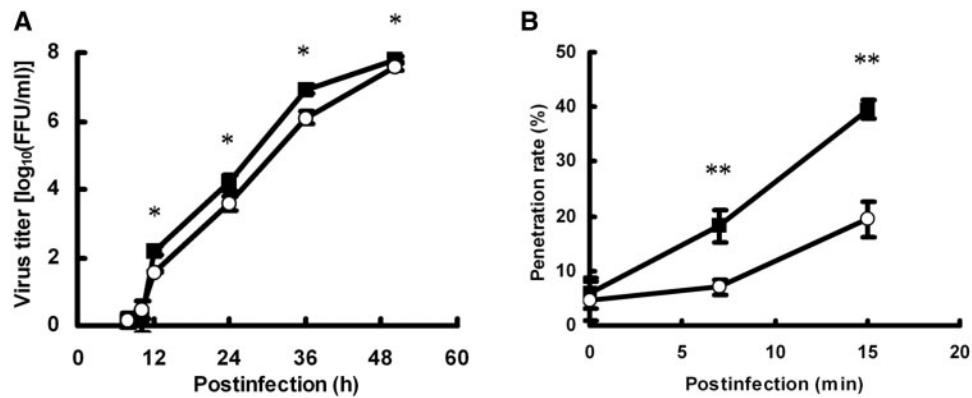 A
Virus titer [log₁₀(FFU/ml)]
8
6
4
2
0
*
*
*
*
0 12 24 36 48 60
Postinfection (h)
B
Penetration rate (%)
50
40
30
20
10
0
**
**
0 5 10 15 20
Postinfection (min)